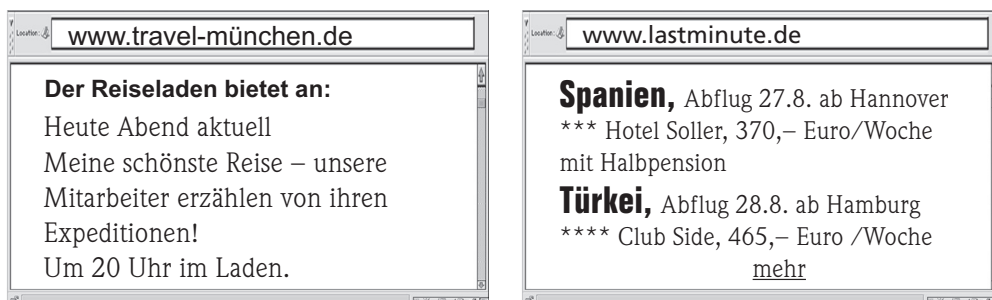 Location:
www.travel-münchen.de
Der Reiseladen bietet an:
Heute Abend aktuell
Meine schönste Reise – unsere
Mitarbeiter erzählen von ihren
Expeditionen!
Um 20 Uhr im Laden.
Location:
www.lastminute.de
Spanien, Abflug 27.8. ab Hannover
*** Hotel Soller, 370,– Euro/Woche
mit Halbpension
Türkei, Abflug 28.8. ab Hamburg
**** Club Side, 465,– Euro /Woche
mehr